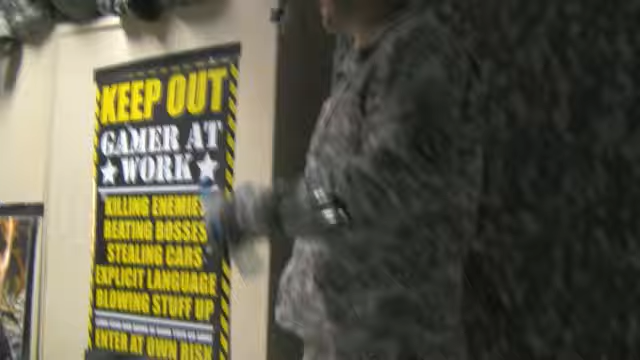 KEEP OUT
GAMER AT
★ WORK ★
KILLING ENEMIES
BEATING BOSSES
STEALING CARS
EXPLICIT LANGUAGE
BLOWING STUFF UP
ENTER AT OWN RISK